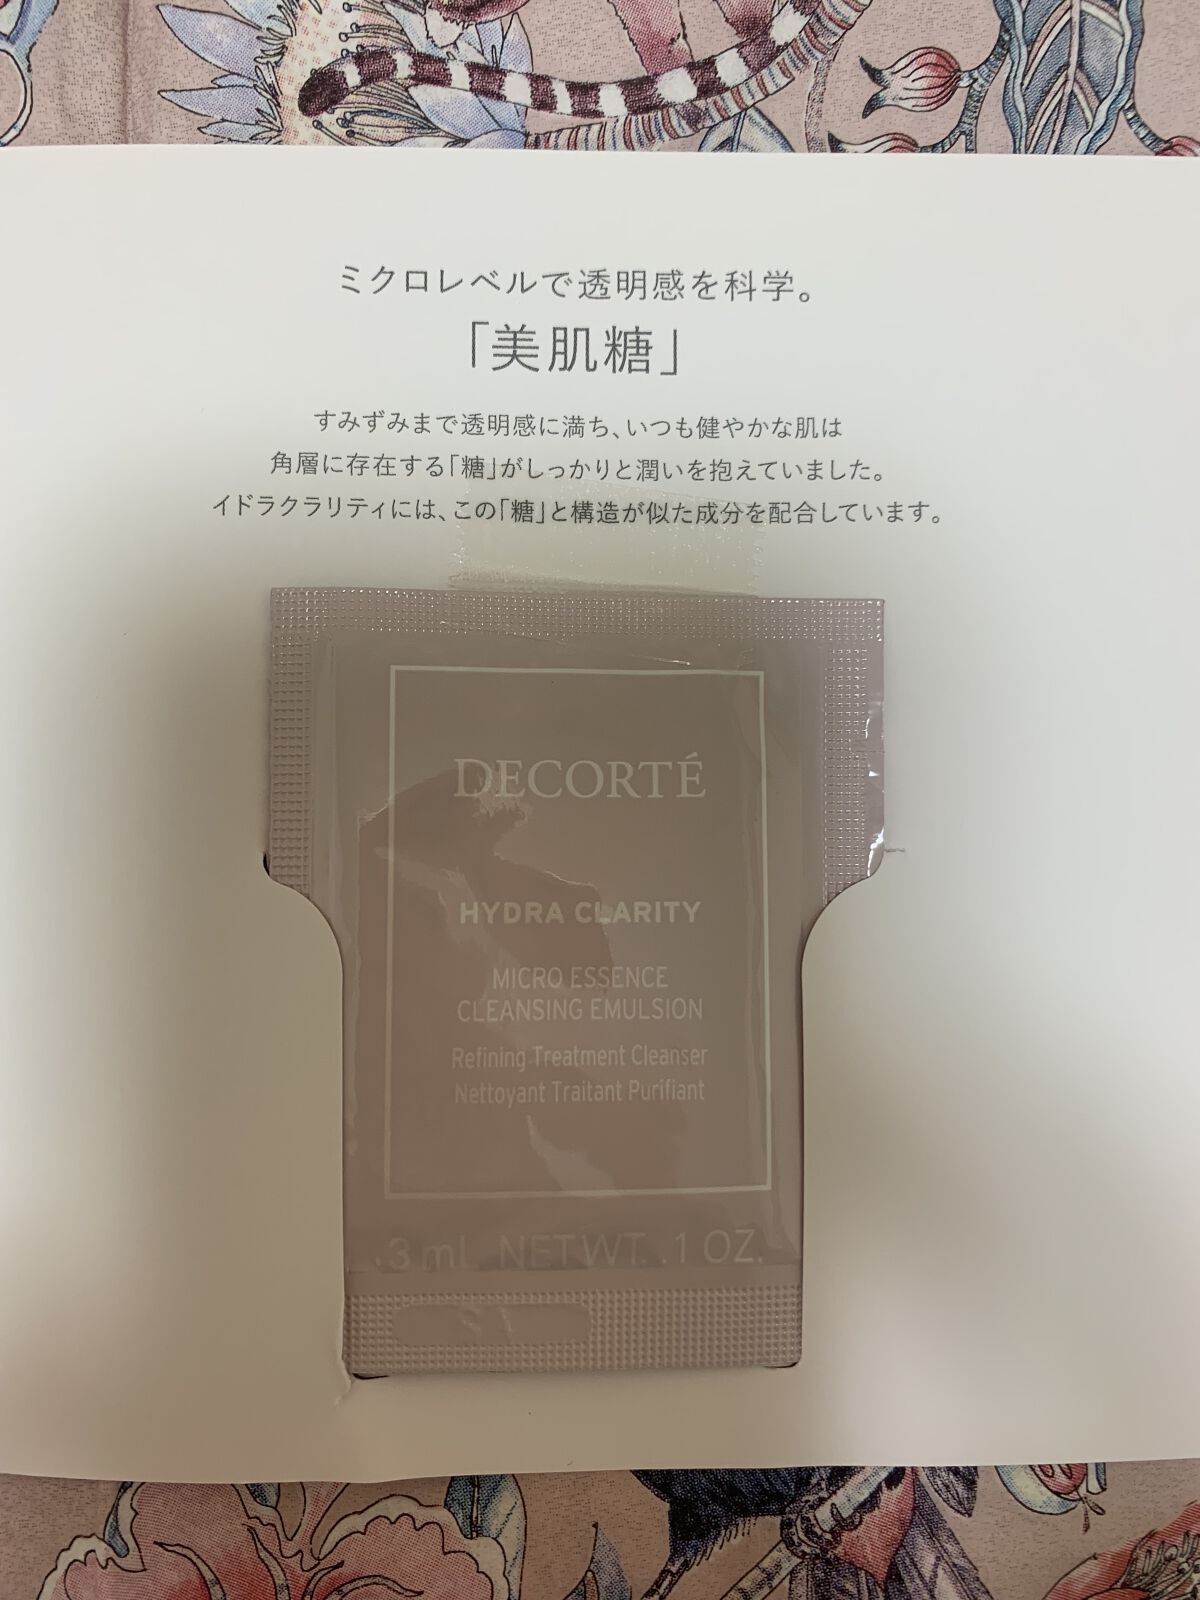 ミクロレベルで透明感を科学。
「美肌糖」
すみずみまで透明感に満ち、いつも健やかな肌は
角層に存在する「糖」がしっかりと潤いを抱えていました。
イドラクラリティには、この「糖」と構造が似た成分を配合しています。
DECORTÉ
HYDRA CLARITY
MICRO ESSENCE
CLEANSING EMULSION
Refining Treatment Cleanser
Nettoyant Traitant Purifiant
3 ml NET WT. .1 OZ.